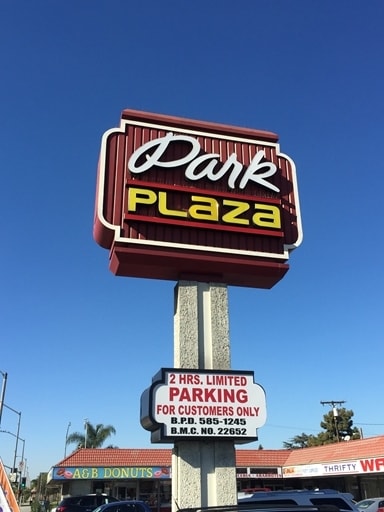 Park
PLAZA
2 HRS. LIMITED
PARKING
FOR CUSTOMERS ONLY
B.P.D. 585-1245
B.M.C. NO. 22652
A&B DONUTS
THRIFTY